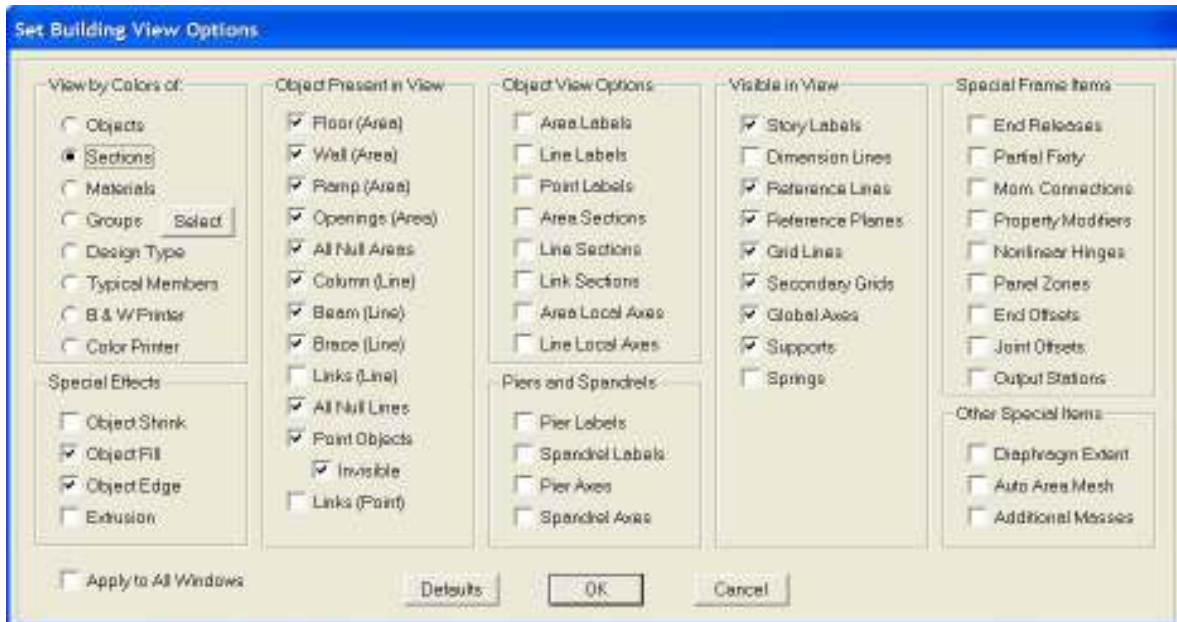 Set Building View Options
View by Colors of:
Objects
Sections
Materials
Groups
Select
Design Type
Typical Members
B & W Printer
Color Printer
Special Effects
Object Shrink
Object Fill
Object Edge
Extrusion
Apply to All Windows
Object Present in View
Floor (Area)
Wall (Area)
Ramp (Area)
Openings (Area)
All Null Areas
Column (Line)
Beam (Line)
Brace (Line)
Links (Line)
All Null Lines
Point Objects
Invisible
Links (Point)
Object View Options
Area Labels
Line Labels
Point Labels
Area Sections
Line Sections
Link Sections
Area Local Axes
Line Local Axes
Piers and Spandrels
Pier Labels
Spandrel Labels
Pier Axes
Spandrel Axes
Visible in View
Story Labels
Dimension Lines
Reference Lines
Reference Planes
Grid Lines
Secondary Grids
Global Axes
Supports
Springs
Special Frame Items
End Releases
Partial Fixity
Mom. Connections
Property Modifiers
Nonlinear Hinges
Panel Zones
End Offsets
Joint Offsets
Output Stations
Other Special Items
Diaphragm Extent
Auto Area Mesh
Additional Masses
Defaults
OK
Cancel